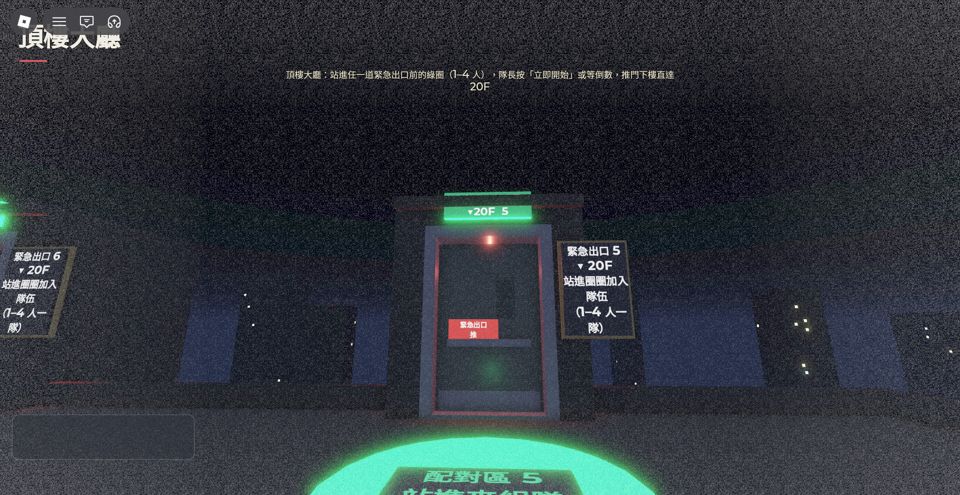 頂樓大廳
頂樓大廳：站進任一道緊急出口前的綠圈（1–4 人），隊長按「立即開始」或等倒數，推門下樓直達
20F
▼20F 5
緊急出口 6
▼ 20F
站進圈圈加入
隊伍
（1–4 人一
隊）
緊急出口 5
▼ 20F
站進圈圈加入
隊伍
（1–4 人一
隊）
緊急出口
推
配對區 5